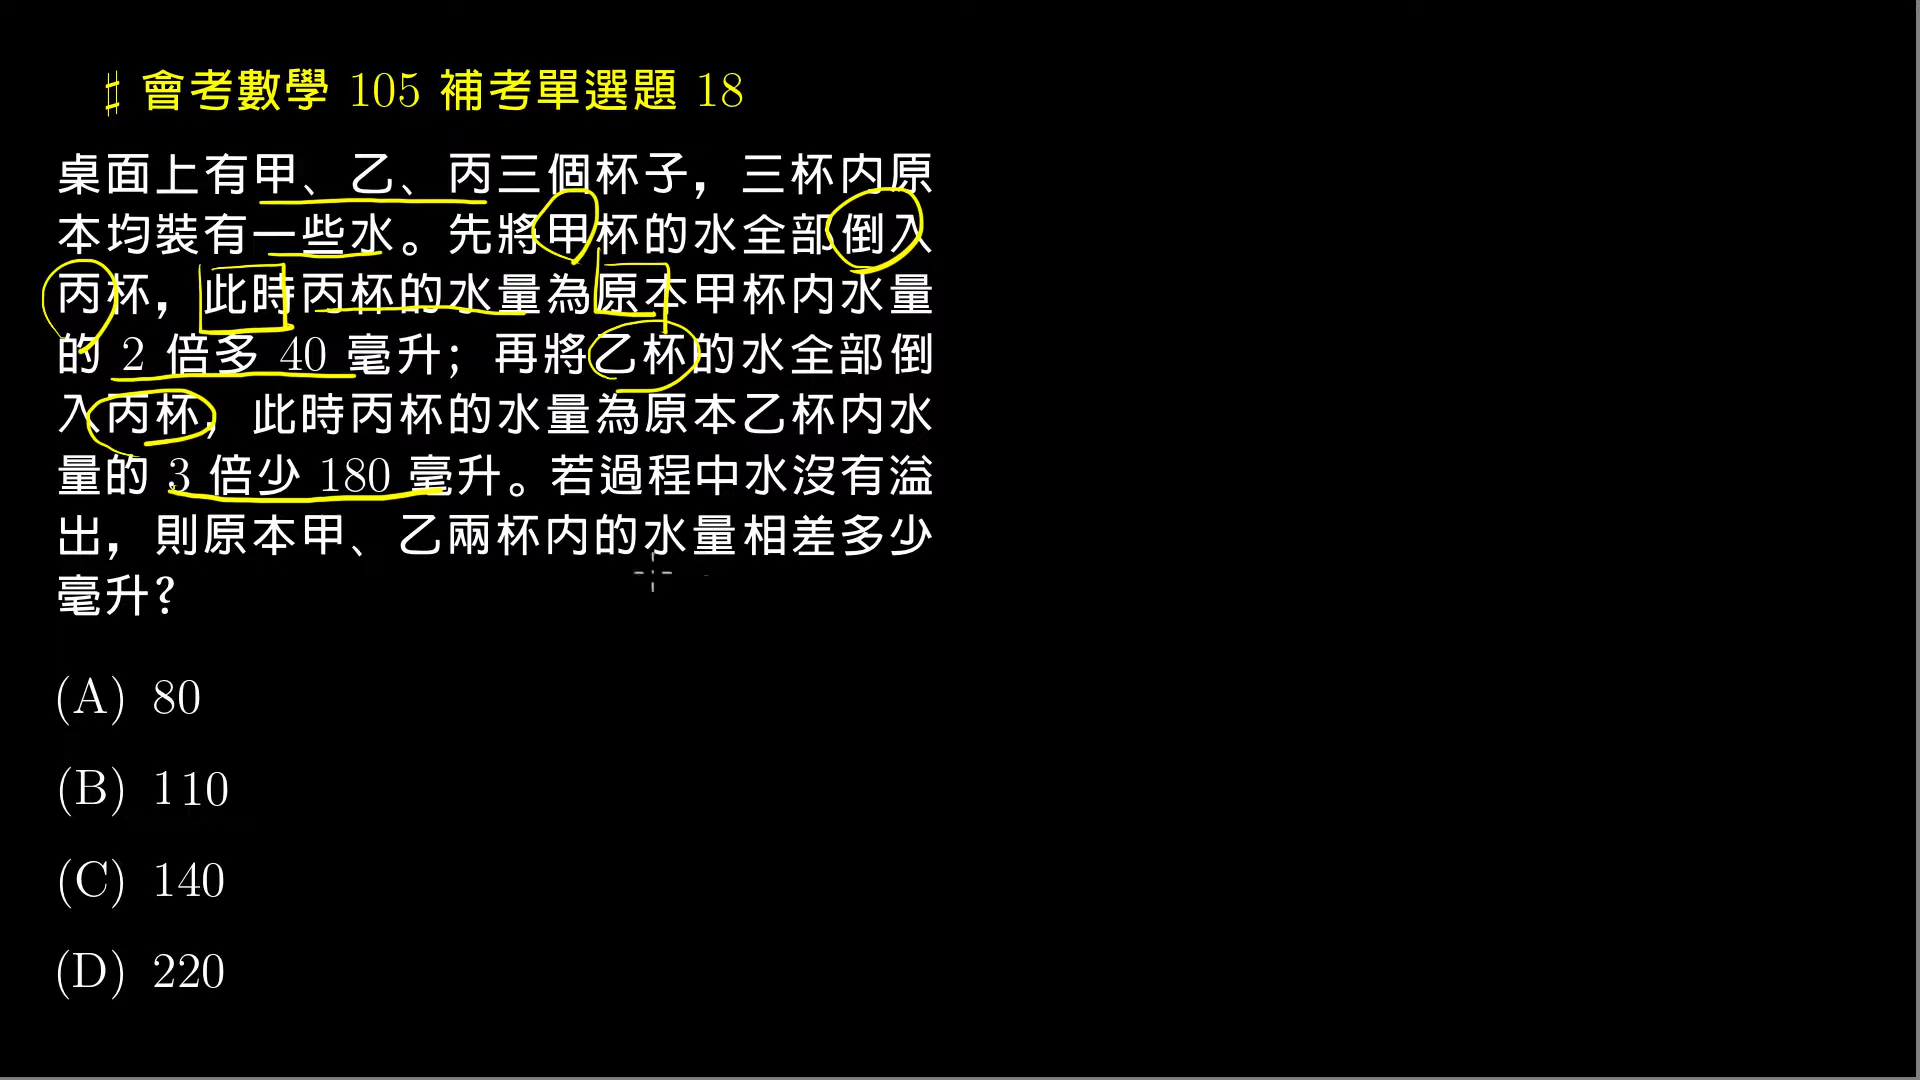 ♯ 會考數學 105 補考單選題 18
桌面上有甲、乙、丙三個杯子，三杯內原
本均裝有一些水。先將甲杯的水全部倒入
丙杯，此時丙杯的水量為原本甲杯內水量
的 2 倍多 40 毫升；再將乙杯的水全部倒
入丙杯，此時丙杯的水量為原本乙杯內水
量的 3 倍少 180 毫升。若過程中水沒有溢
出，則原本甲、乙兩杯內的水量相差多少
毫升？
(A) 80
(B) 110
(C) 140
(D) 220